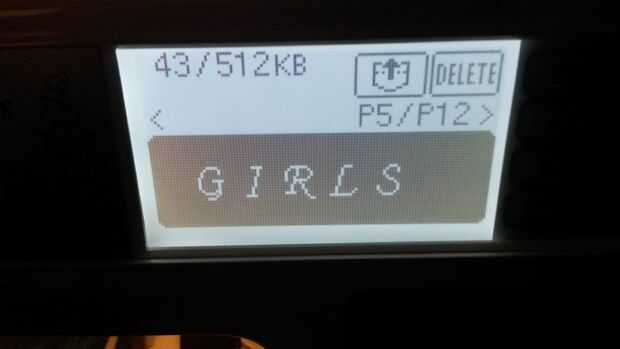 43/512KB DELETE
< P5/P12 >
GIRLS